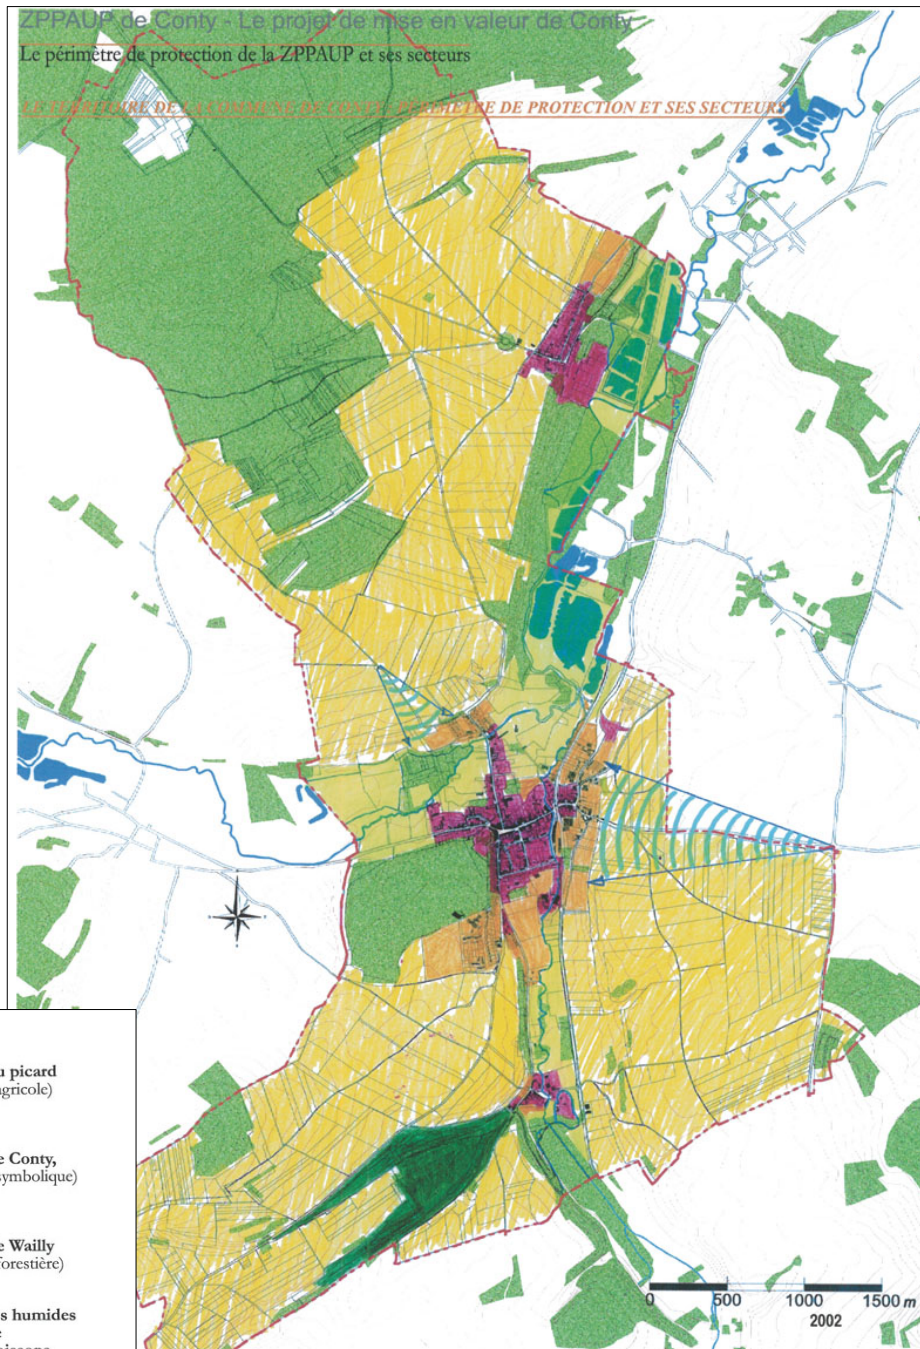 ZPPAUP de Conty - Le projet de mise en valeur de Conty
Le périmètre de protection de la ZPPAUP et ses secteurs
LE TERRITOIRE DE LA COMMUNE DE CONTY - PÉRIMETRE DE PROTECTION ET SES SECTEURS
u picard
agricole)
e Conty,
symbolique)
e Wailly
forestière)
s humides
0 500 1000 1500 m
2002